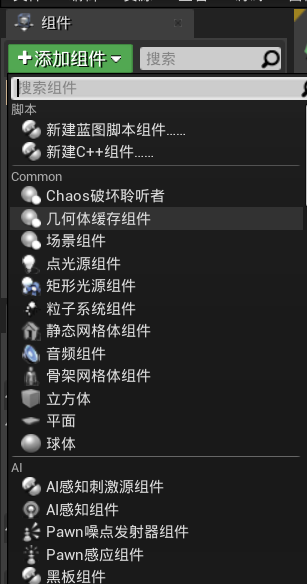 组件
添加组件
搜索
搜索组件
脚本
新建蓝图脚本组件......
新建C++组件......
Common
Chaos破坏聆听者
几何体缓存组件
场景组件
点光源组件
矩形光源组件
粒子系统组件
静态网格体组件
音频组件
骨架网格体组件
立方体
平面
球体
AI
AI感知刺激源组件
AI感知组件
Pawn噪点发射器组件
Pawn感应组件
黑板组件